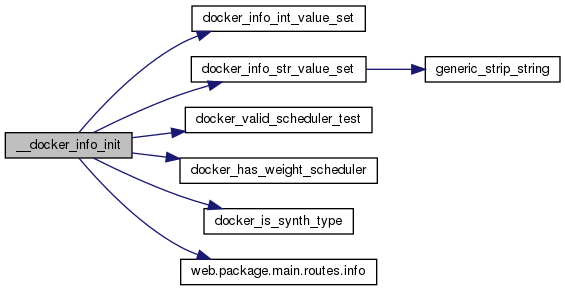 docker_info_int_value_set
docker_info_str_value_set
generic_strip_string
docker_valid_scheduler_test
__docker_info_init
docker_has_weight_scheduler
docker_is_synth_type
web.package.main.routes.info